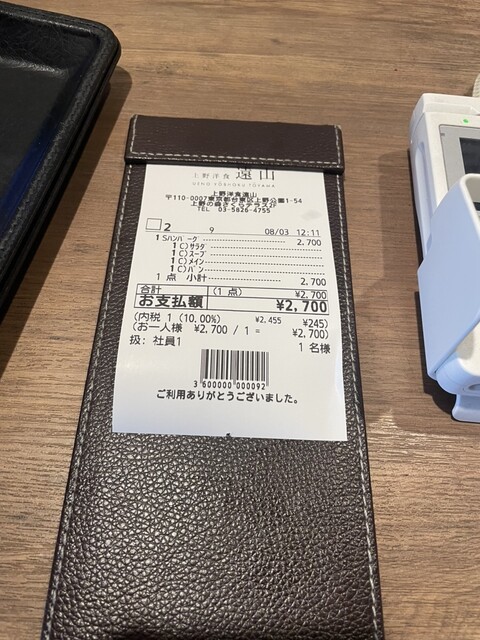 上野洋食 遠山
UENO YOSHOKU TOYAMA
上野洋食遠山
〒110-0007東京都台東区上野公園1-54
上野の森さくらテラス2F
TEL 03-5826-4755
2 9 08/03 12:11
1 Sハンバーグ 2,700
1 C)サラダ
1 C)スープ
1 C)メイン
1 C)パン
1 点 小計 2,700
合計 (1 点) ¥2,700
お支払額 ¥2,700
(内税 1 (10.00%) ¥2,455 ¥245)
(お一人様 ¥2,700 / 1 = ¥2,700)
扱: 社員1 1 名様
3 600000 000092
ご利用ありがとうございました。